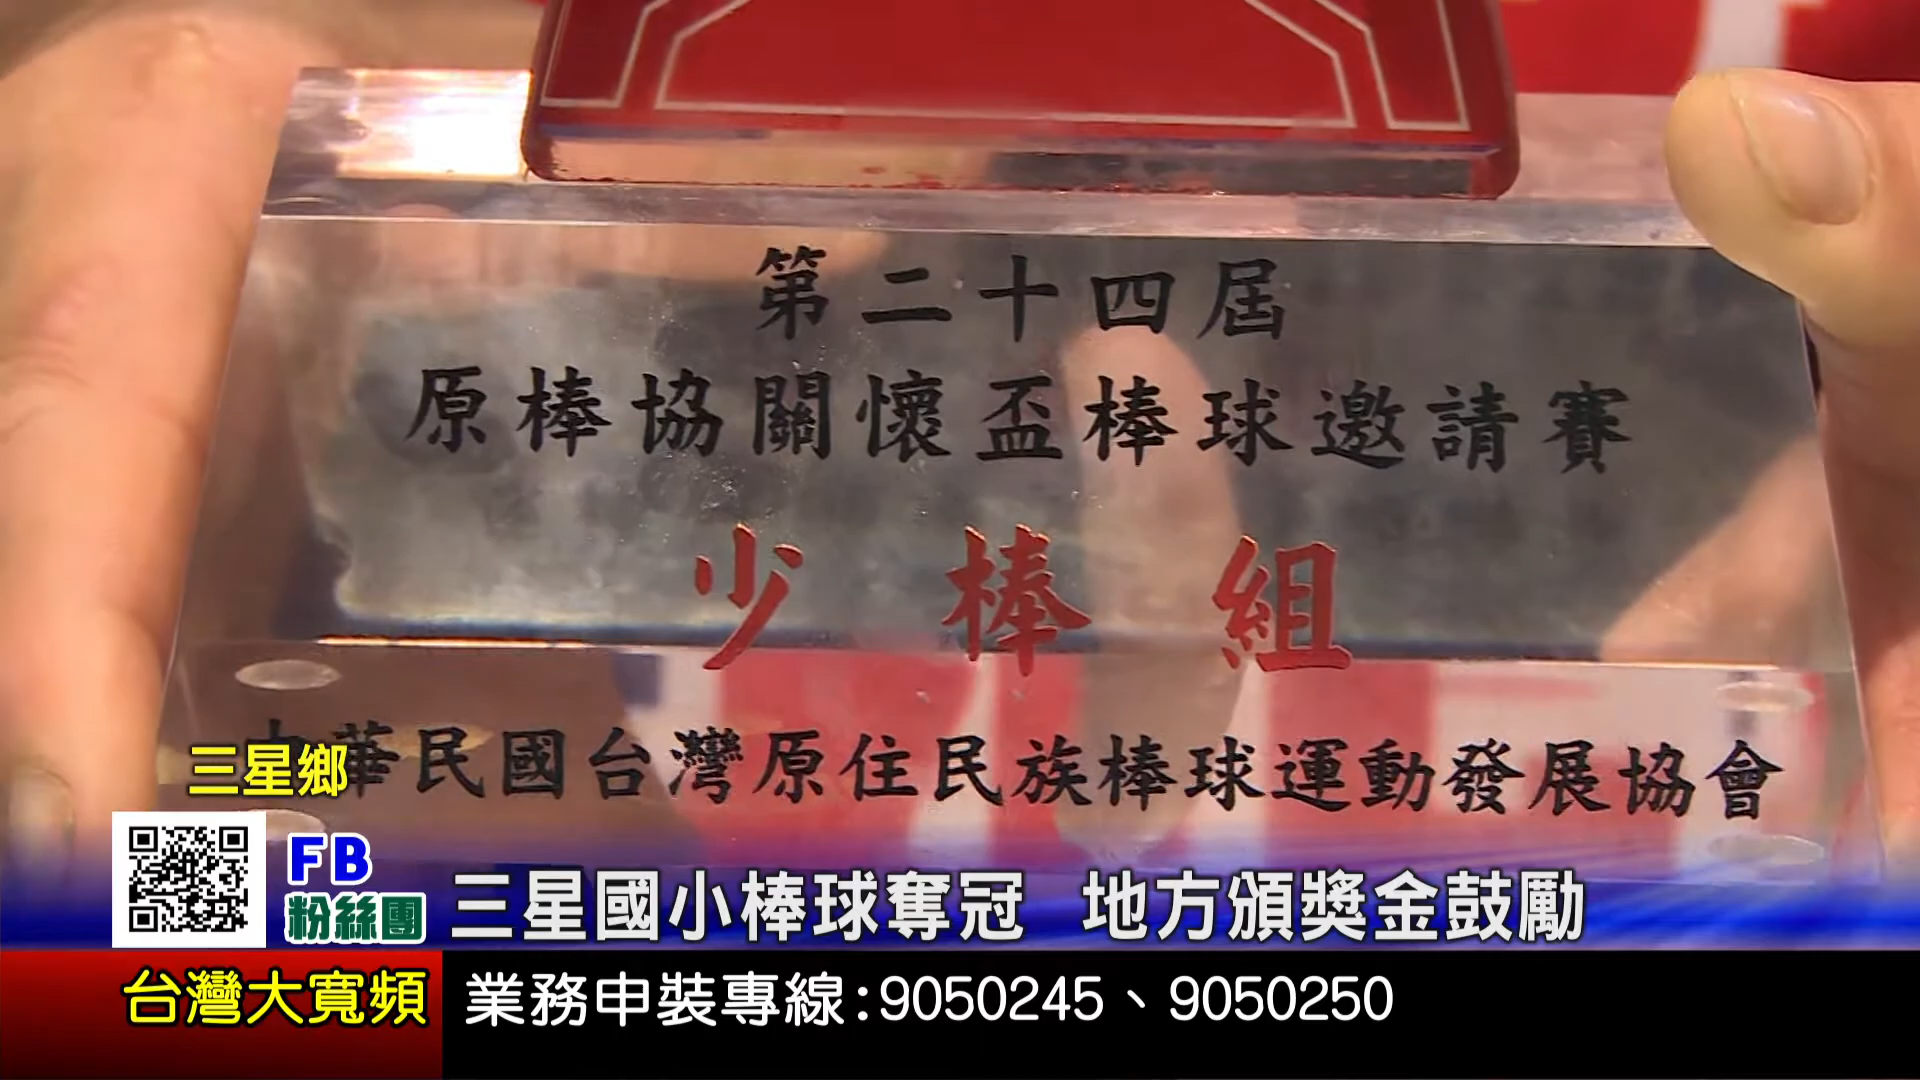 第二十四屆
原棒協關懷盃棒球邀請賽
少棒組
中華民國台灣原住民族棒球運動發展協會
三星鄉
FB
粉絲團
三星國小棒球奪冠 地方頒獎金鼓勵
台灣大寬頻
業務申裝專線:9050245、9050250